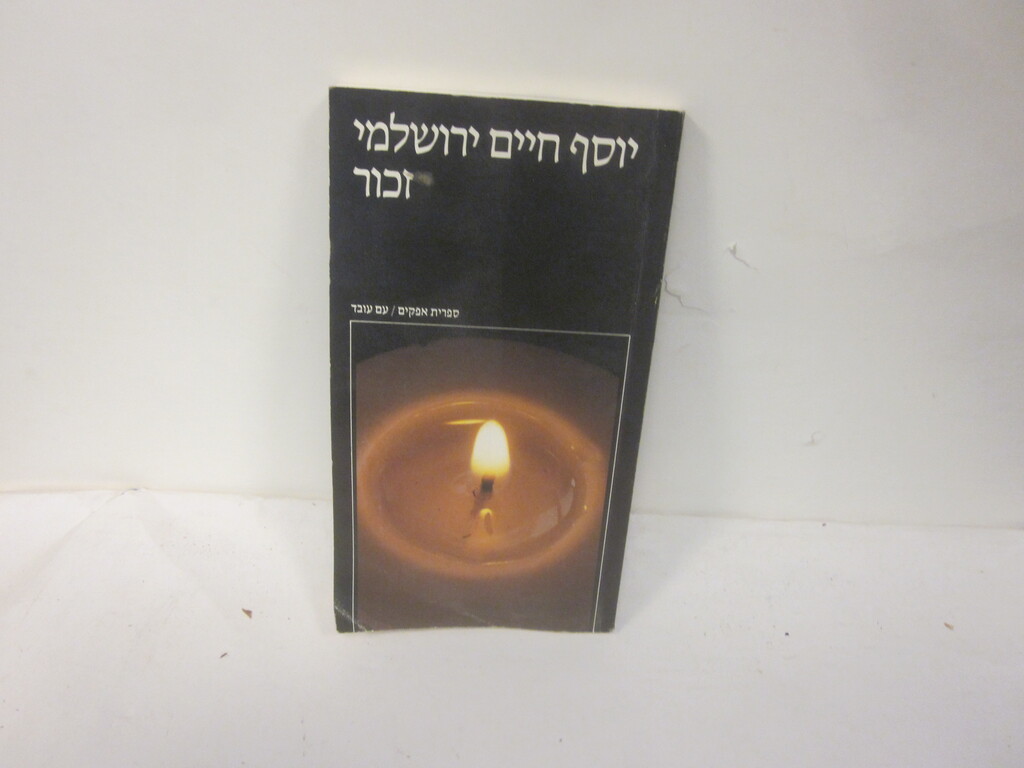 יוסף חיים ירושלמי
זכור
ספרית אפקים / עם עובד